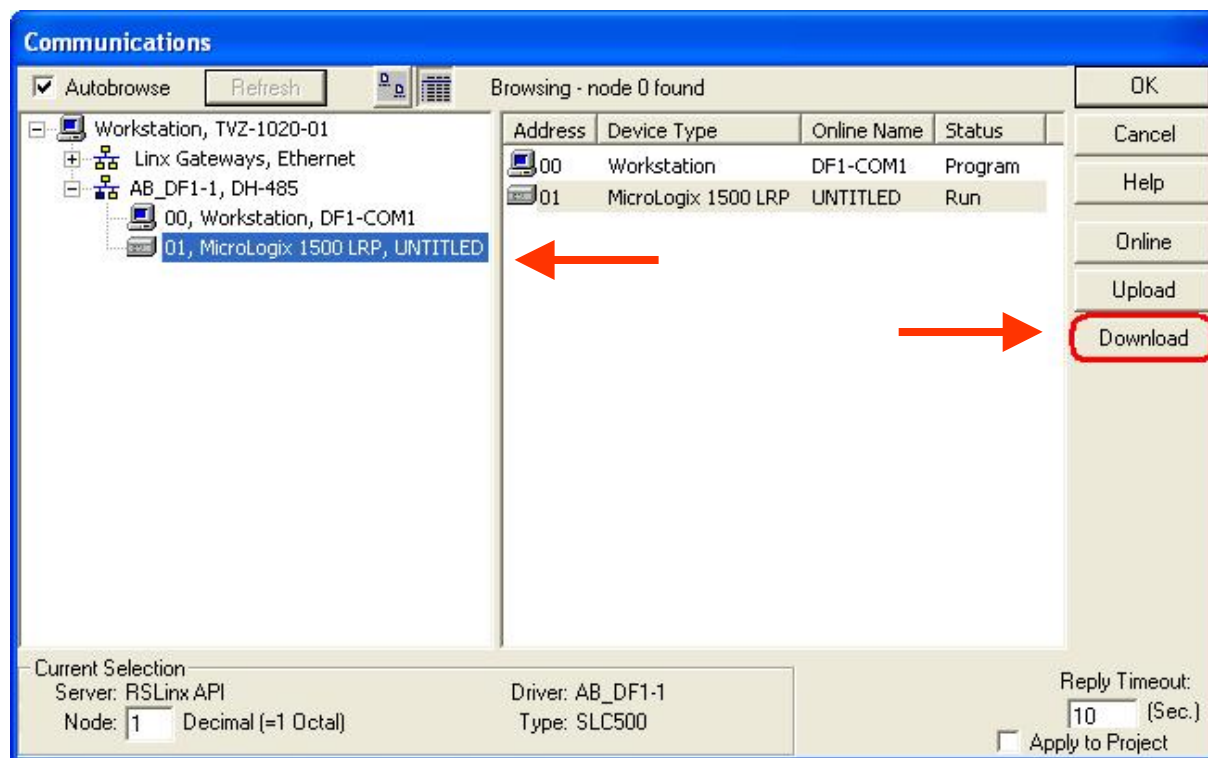 Communications
Autobrowse Refresh Browsing - node 0 found OK
Workstation, TVZ-1020-01
Linx Gateways, Ethernet
AB_DF1-1, DH-485
00, Workstation, DF1-COM1
01, MicroLogix 1500 LRP, UNTITLED
Address Device Type Online Name Status
00 Workstation DF1-COM1 Program
01 MicroLogix 1500 LRP UNTITLED Run
Cancel
Help
Online
Upload
Download
Current Selection
Server: RSLinx API Driver: AB_DF1-1
Node: 1 Decimal (=1 Octal) Type: SLC500
Reply Timeout:
10 (Sec.)
Apply to Project